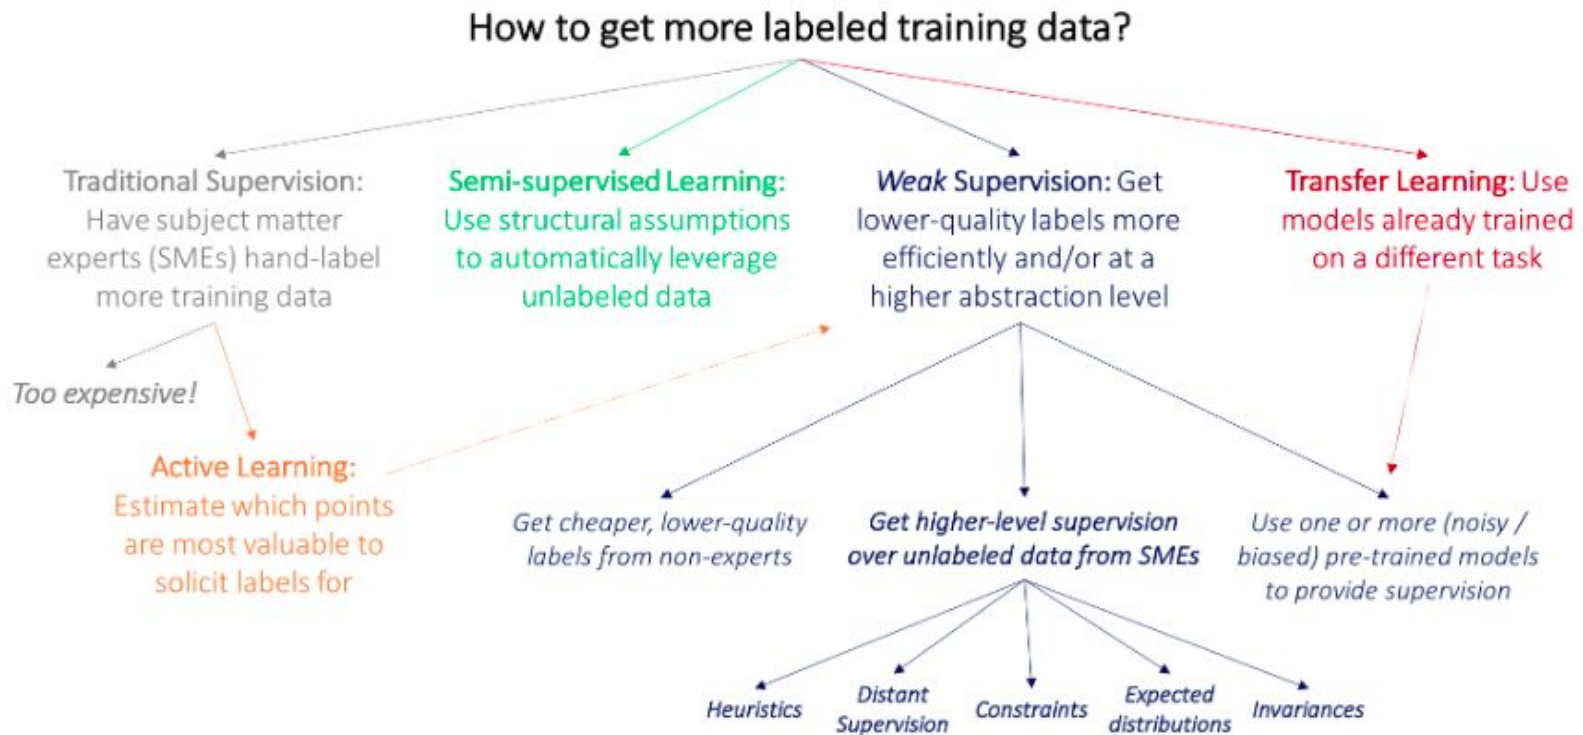 How to get more labeled training data?
Traditional Supervision:
Have subject matter
experts (SMEs) hand-label
more training data
Semi-supervised Learning:
Use structural assumptions
to automatically leverage
unlabeled data
Weak Supervision: Get
lower-quality labels more
efficiently and/or at a
higher abstraction level
Transfer Learning: Use
models already trained
on a different task
Too expensive!
Active Learning:
Estimate which points
are most valuable to
solicit labels for
Get cheaper, lower-quality
labels from non-experts
Get higher-level supervision
over unlabeled data from SMEs
Use one or more (noisy /
biased) pre-trained models
to provide supervision
Heuristics
Distant
Supervision
Constraints
Expected
distributions
Invariances